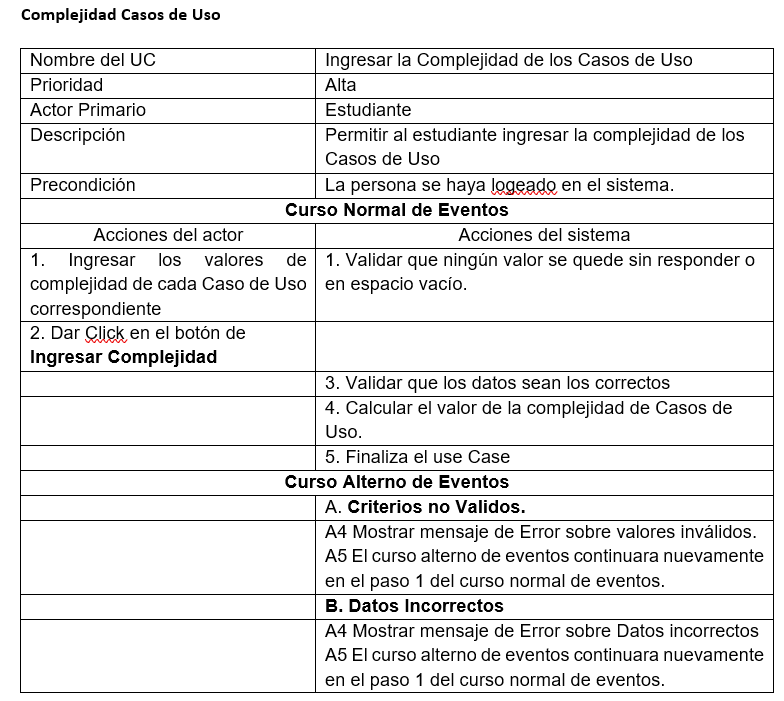 Complejidad Casos de Uso
Nombre del UC
Ingresar la Complejidad de los Casos de Uso
Prioridad
Alta
Actor Primario
Estudiante
Descripción
Permitir al estudiante ingresar la complejidad de los
Casos de Uso
Precondición
La persona se haya logeado en el sistema.
Curso Normal de Eventos
Acciones del actor
Acciones del sistema
1. Ingresar los valores de
complejidad de cada Caso de Uso
correspondiente
1. Validar que ningún valor se quede sin responder o
en espacio vacío.
2. Dar Click en el botón de
Ingresar Complejidad
3. Validar que los datos sean los correctos
4. Calcular el valor de la complejidad de Casos de
Uso.
5. Finaliza el use Case
Curso Alterno de Eventos
A. Criterios no Validos.
A4 Mostrar mensaje de Error sobre valores inválidos.
A5 El curso alterno de eventos continuara nuevamente
en el paso 1 del curso normal de eventos.
B. Datos Incorrectos
A4 Mostrar mensaje de Error sobre Datos incorrectos
A5 El curso alterno de eventos continuara nuevamente
en el paso 1 del curso normal de eventos.